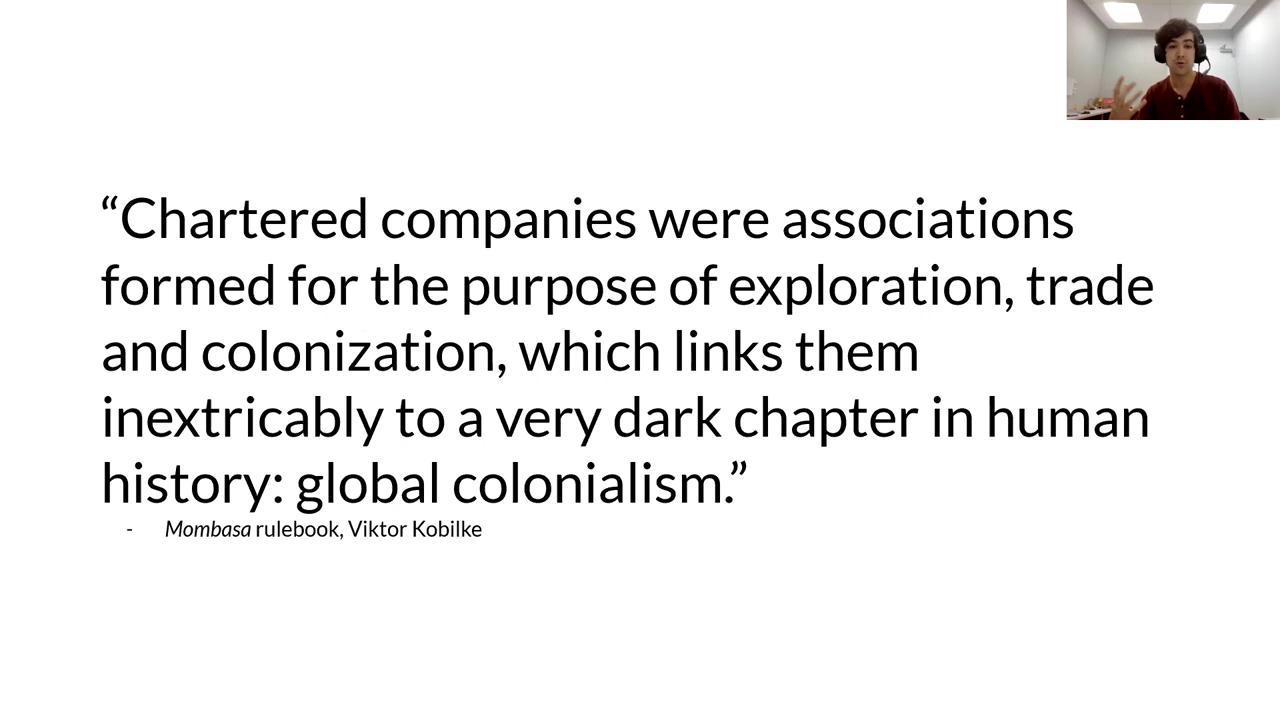 “Chartered companies were associations
formed for the purpose of exploration, trade
and colonization, which links them
inextricably to a very dark chapter in human
history: global colonialism.”
- Mombasa rulebook, Viktor Kobilke